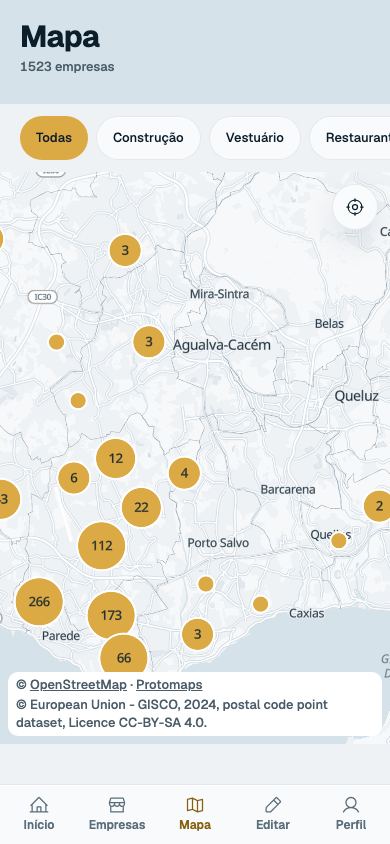 Mapa
1523 empresas
Todas
Construção
Vestuário
Restaurant
3
Mira-Sintra
1C30
Belas
3
Agualva-Cacém
Queluz
12
6
4
Barcarena
22
2
112
Porto Salvo
266
173
Caxias
3
Parede
66
© OpenStreetMap · Protomaps
© European Union - GISCO, 2024, postal code point
dataset, Licence CC-BY-SA 4.0.
Início
Empresas
Mapa
Editar
Perfil